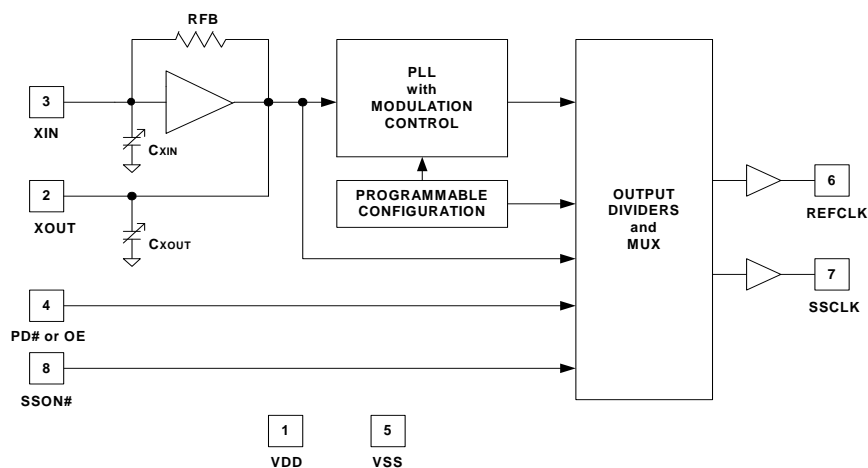 RFB
3
XIN
CXIN
2
XOUT
CXOUT
PLL
with
MODULATION
CONTROL
PROGRAMMABLE
CONFIGURATION
4
PD# or OE
8
SSON#
OUTPUT
DIVIDERS
and
MUX
6
REFCLK
7
SSCLK
1
VDD
5
VSS